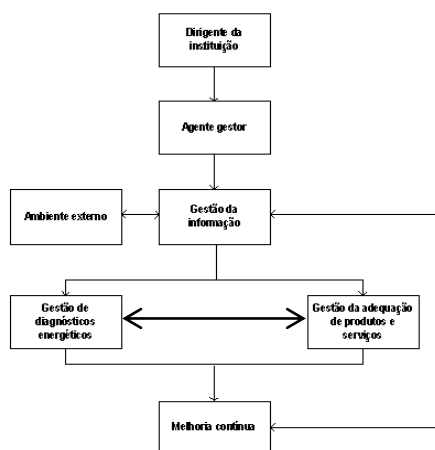 Dirigente da
instituição
Agente gestor
Ambiente externo
Gestão da
informação
Gestão de
diagnósticos
energéticos
Gestão da adequação
de produtos e
serviços
Melhoria contínua